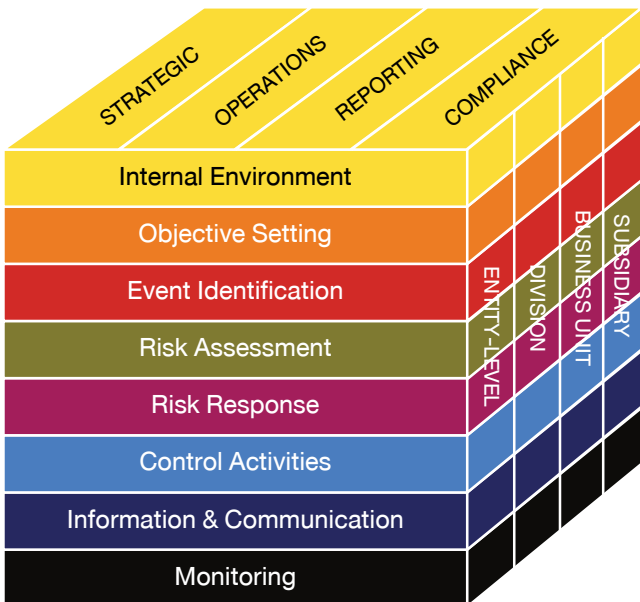 STRATEGIC
OPERATIONS
REPORTING
COMPLIANCE
Internal Environment
Objective Setting
Event Identification
Risk Assessment
Risk Response
Control Activities
Information & Communication
Monitoring
ENTITY-LEVEL
DIVISION
BUSINESS UNIT
SUBSIDIARY